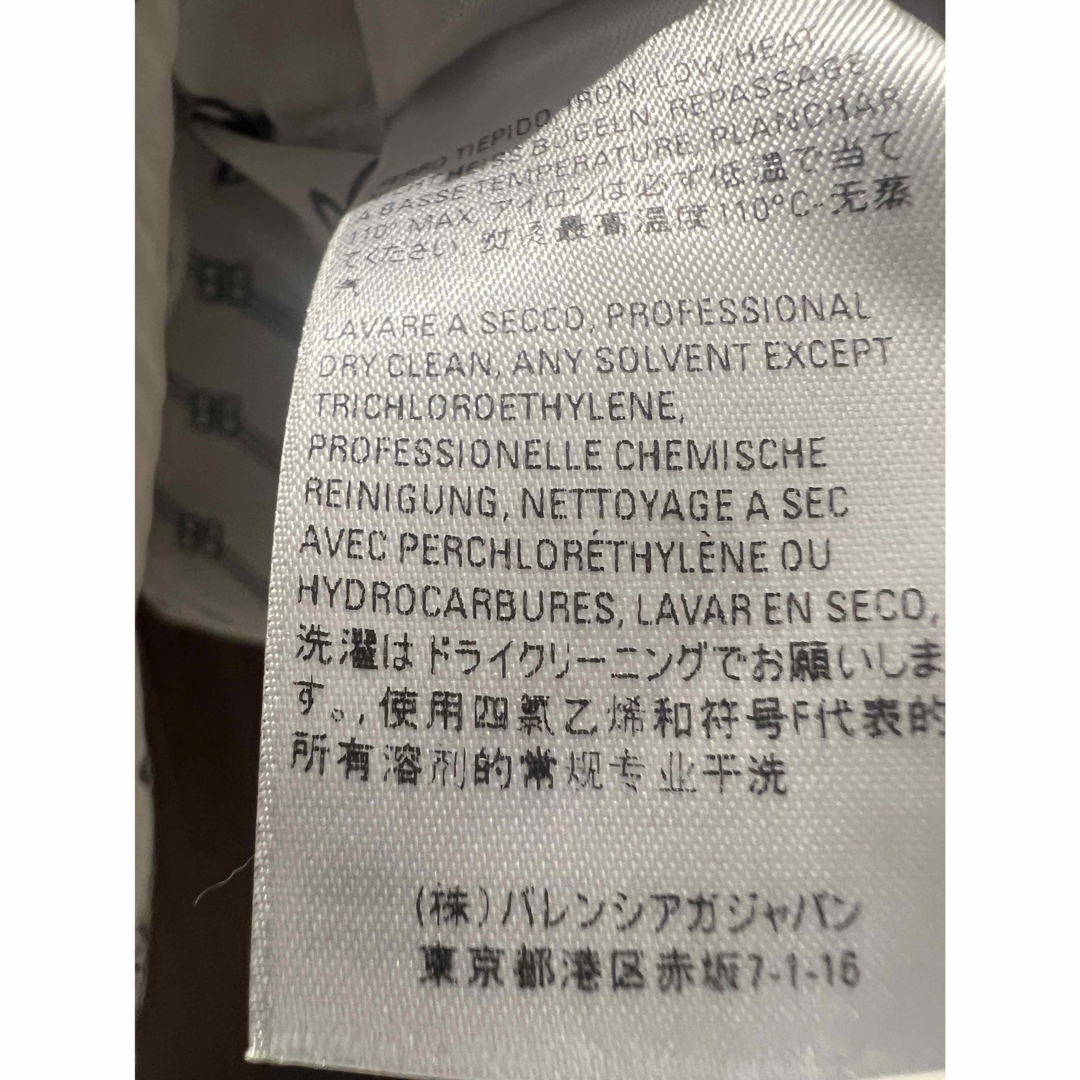 FERRO TIEPIDO, IRON, LOW HEAT,
HEISS BÜGELN, REPASSAGE
A BASSE TEMPERATURE, PLANCHAR
110° MAX, アイロンは必ず低温で当て
てください, 熨烫最高温度110°C-无蒸
气
LAVARE A SECCO, PROFESSIONAL
DRY CLEAN, ANY SOLVENT EXCEPT
TRICHLOROETHYLENE,
PROFESSIONELLE CHEMISCHE
REINIGUNG, NETTOYAGE A SEC
AVEC PERCHLORÉTHYLÈNE OU
HYDROCARBURES, LAVAR EN SECO,
洗濯はドライクリーニングでお願いしま
す。, 使用四氯乙烯和符号F代表的
所有溶剂的常规专业干洗
(株)バレンシアガジャパン
東京都港区赤坂7-1-16